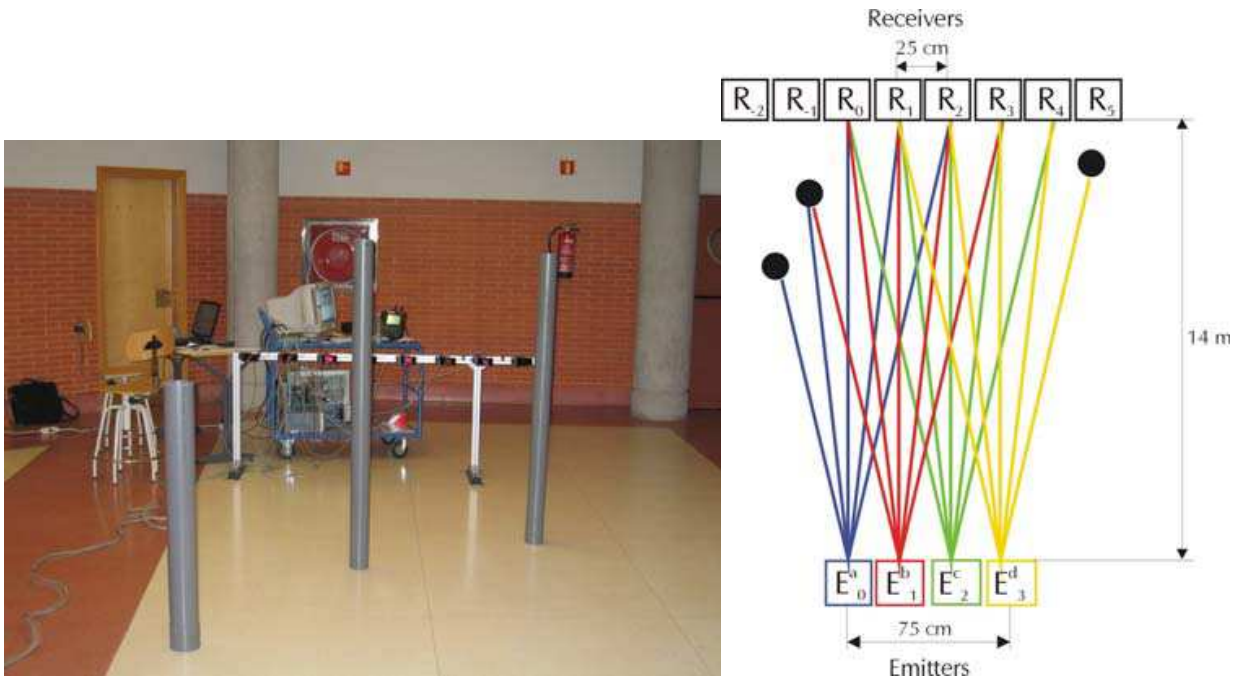 Receivers
25 cm
R-2 R-1 R0 R1 R2 R3 R4 R5
14 m
Ea0 Eb1 Ec2 Ed3
75 cm
Emitters